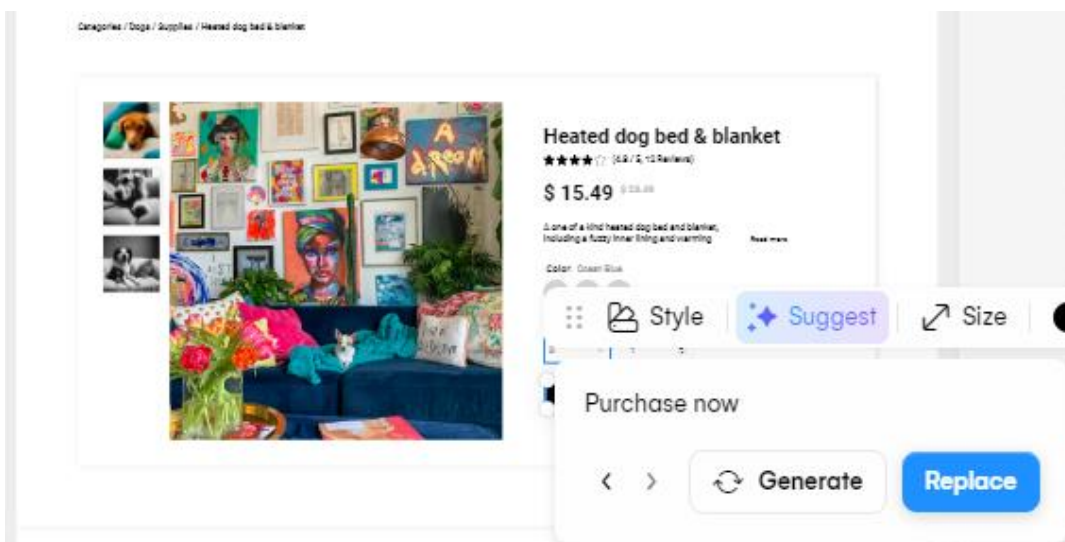 Categories / Dogs / Supplies / Heated dog bed & blanket
A
dream
Heated dog bed & blanket
(4.8 / 5, 12 Reviews)
$ 15.49
A one of a kind heated dog bed and blanket,
including a fuzzy inner lining and warming
Read more
Color: Ocean Blue
Style
Suggest
Size
Purchase now
Generate
Replace